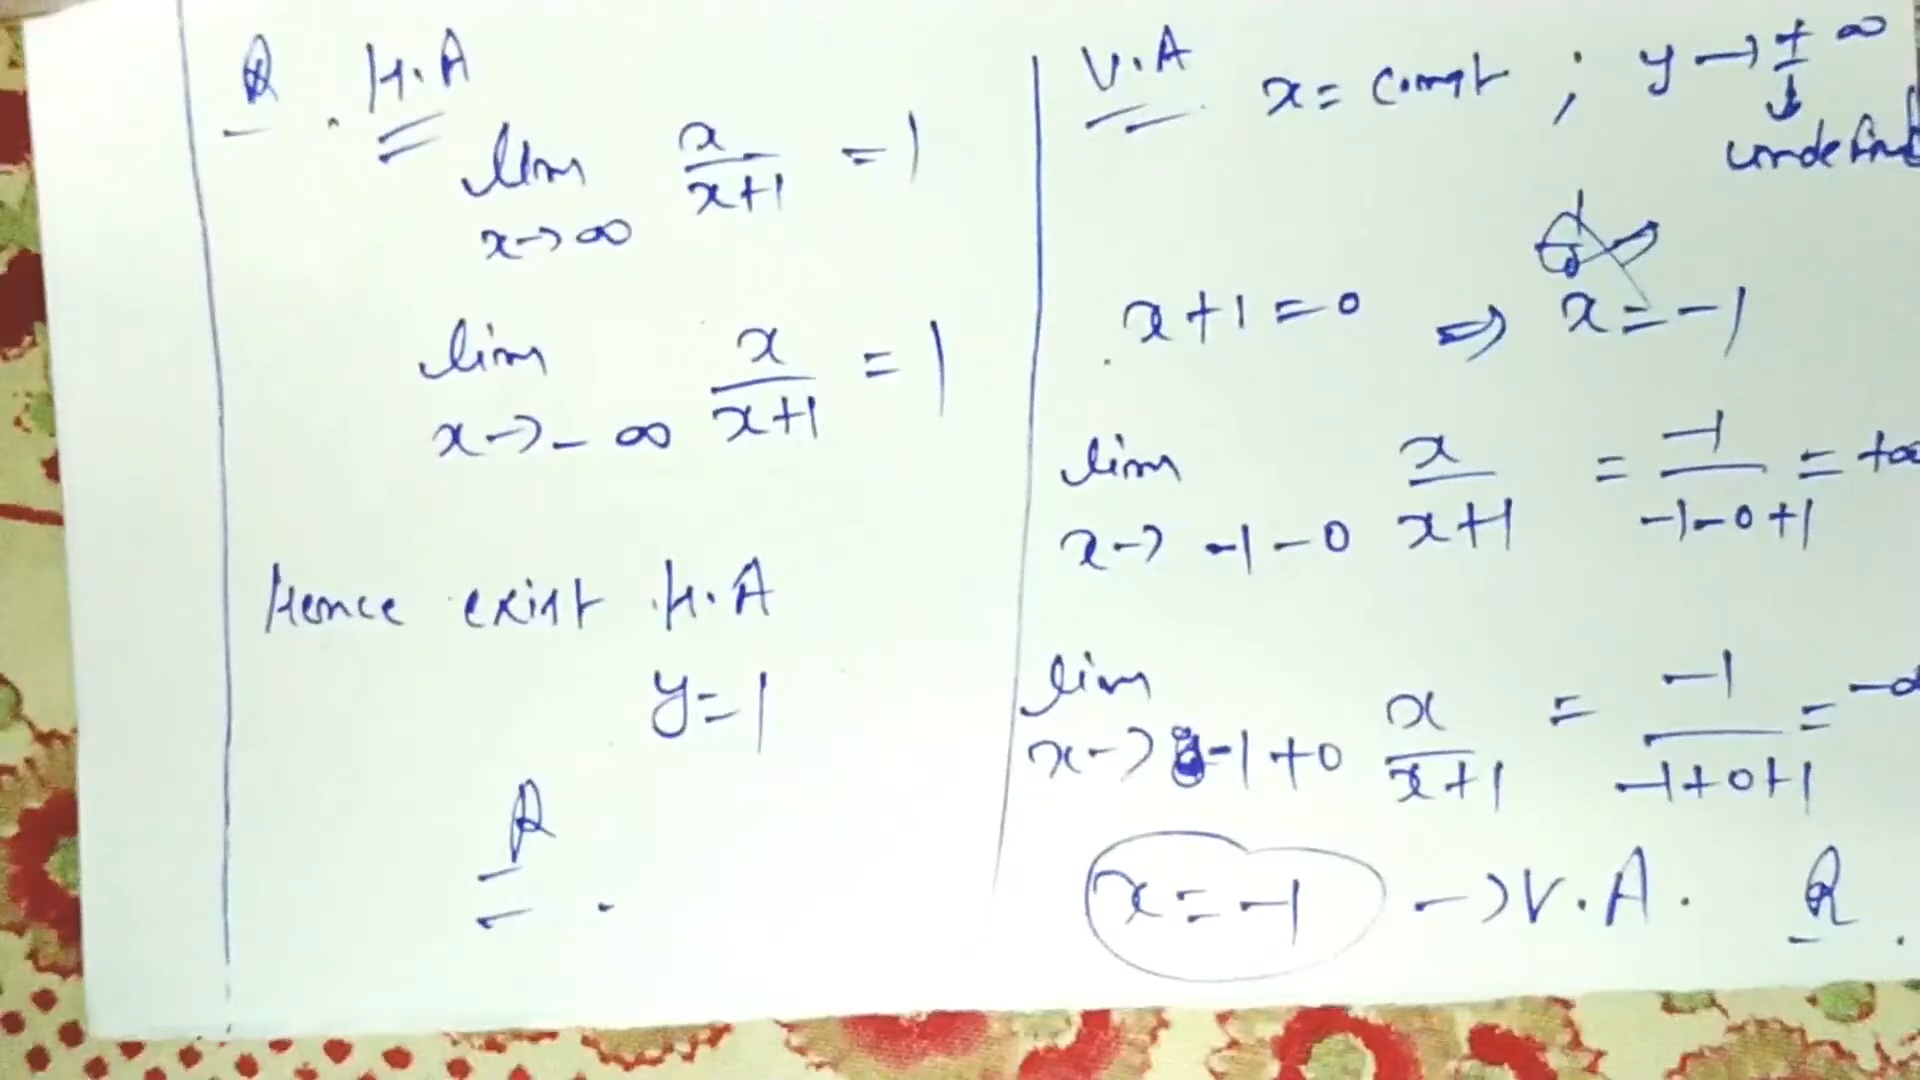 H.A
lim x/(x+1) = 1
x→∞
lim x/(x+1) = 1
x→-∞
Hence exist H.A
y=1
V.A x = const ; y → ± ∞
↓
undefined
x+1=0 ⇒ x=-1
lim x/(x+1) = -1/(-1-0+1) = +∞
x→ -1-0
lim x/(x+1) = -1/(-1+0+1) = -∞
x→ -1+0
x=-1 → V.A.